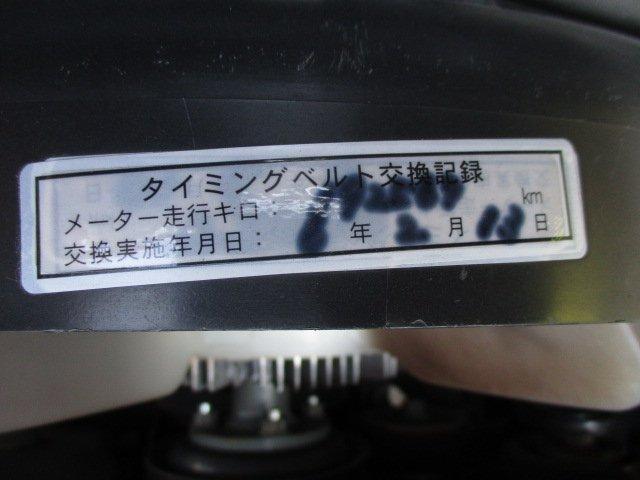 タイミングベルト交換記録
メーター走行キロ： km
交換実施年月日： 年 月 13 日